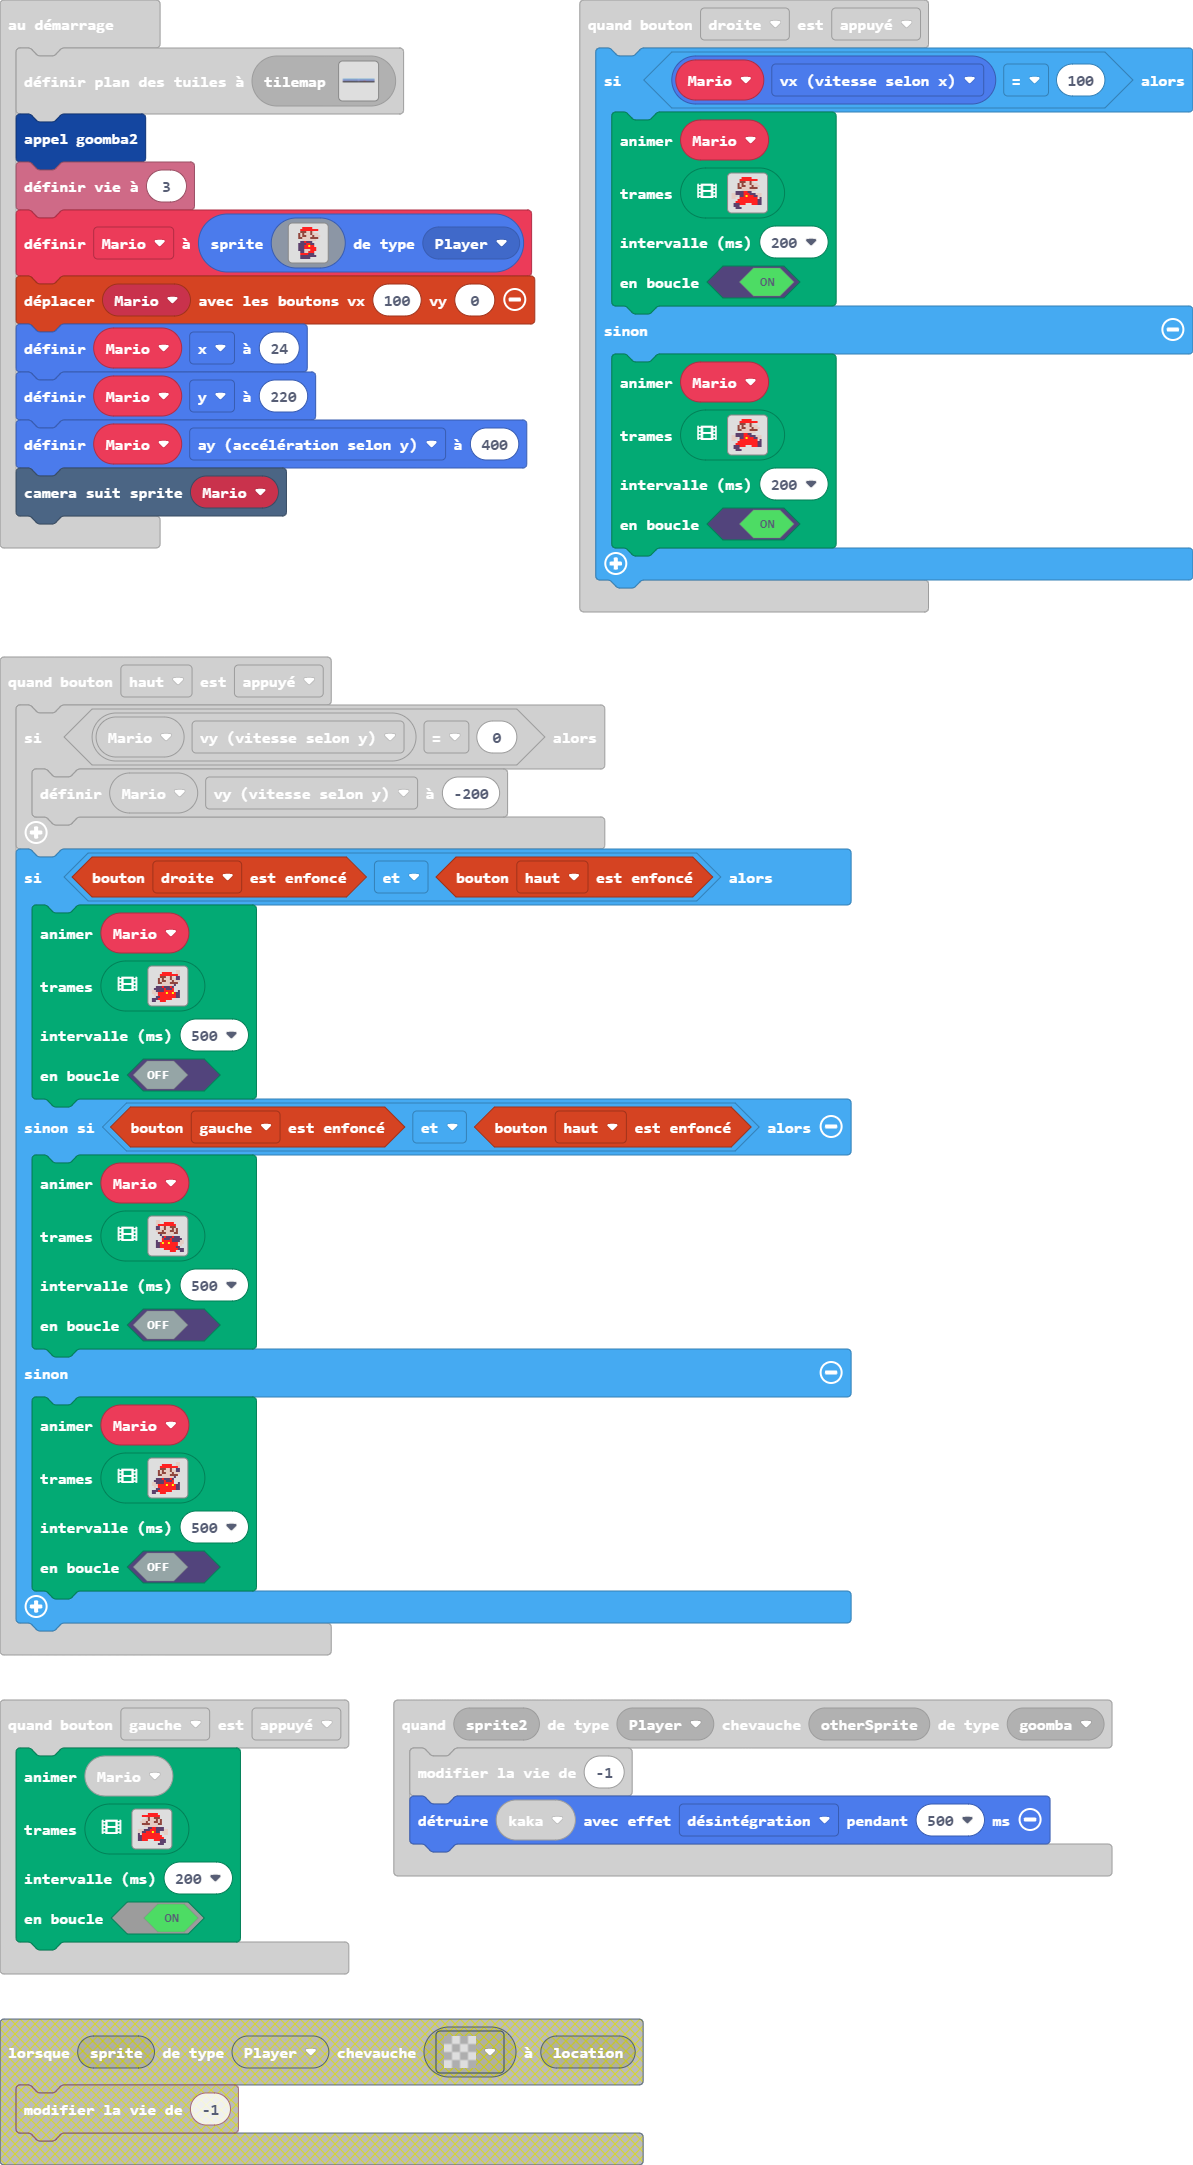 au démarrage
définir plan des tuiles à tilemap
appel goomba2
définir vie à 3
définir Mario à sprite de type Player
déplacer Mario avec les boutons vx 100 vy 0
définir Mario x à 24
définir Mario y à 220
définir Mario ay (accélération selon y) à 400
camera suit sprite Mario
quand bouton droite est appuyé
si Mario vx (vitesse selon x) = 100 alors
animer Mario
trames
intervalle (ms) 200
en boucle ON
sinon
animer Mario
trames
intervalle (ms) 200
en boucle ON
quand bouton haut est appuyé
si Mario vy (vitesse selon y) = 0 alors
définir Mario vy (vitesse selon y) à -200
si bouton droite est enfoncé et bouton haut est enfoncé alors
animer Mario
trames
intervalle (ms) 500
en boucle OFF
sinon si bouton gauche est enfoncé et bouton haut est enfoncé alors
animer Mario
trames
intervalle (ms) 500
en boucle OFF
sinon
animer Mario
trames
intervalle (ms) 500
en boucle OFF
quand bouton gauche est appuyé
animer Mario
trames
intervalle (ms) 200
en boucle ON
quand sprite2 de type Player chevauche otherSprite de type goomba
modifier la vie de -1
détruire kaka avec effet désintégration pendant 500 ms
lorsque sprite de type Player chevauche à location
modifier la vie de -1